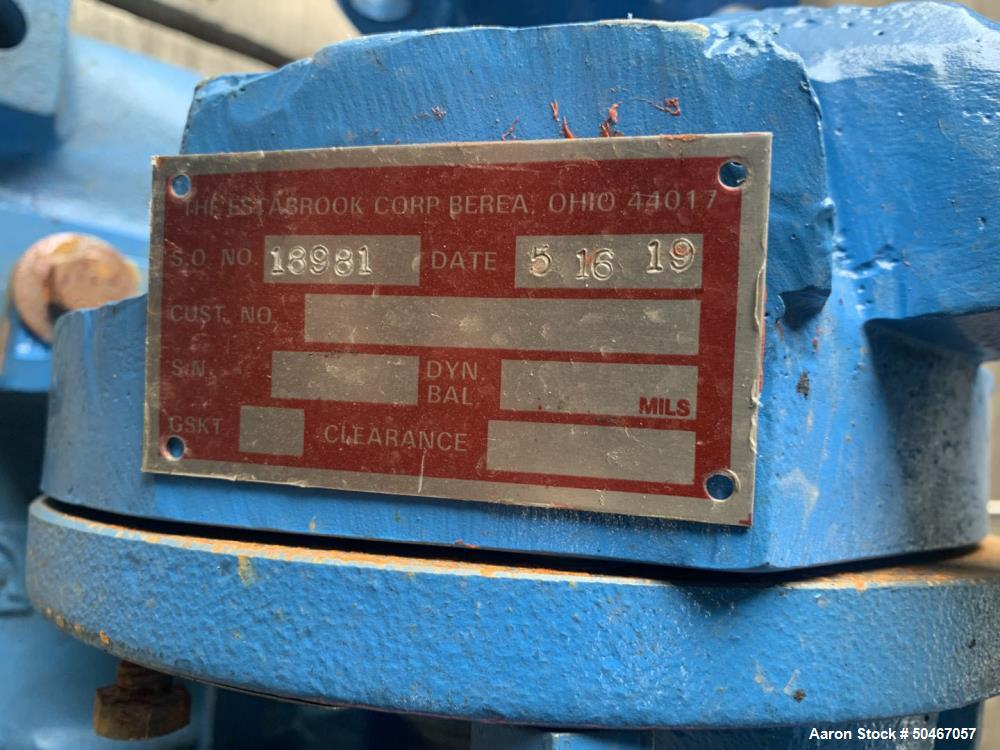 THE ESTABROOK CORP BEREA, OHIO 44017
S.O. NO. 18981 DATE 5 16 19
CUST. NO.
S.N. DYN BAL. MILS
GSKT CLEARANCE
Aaron Stock # 50467057